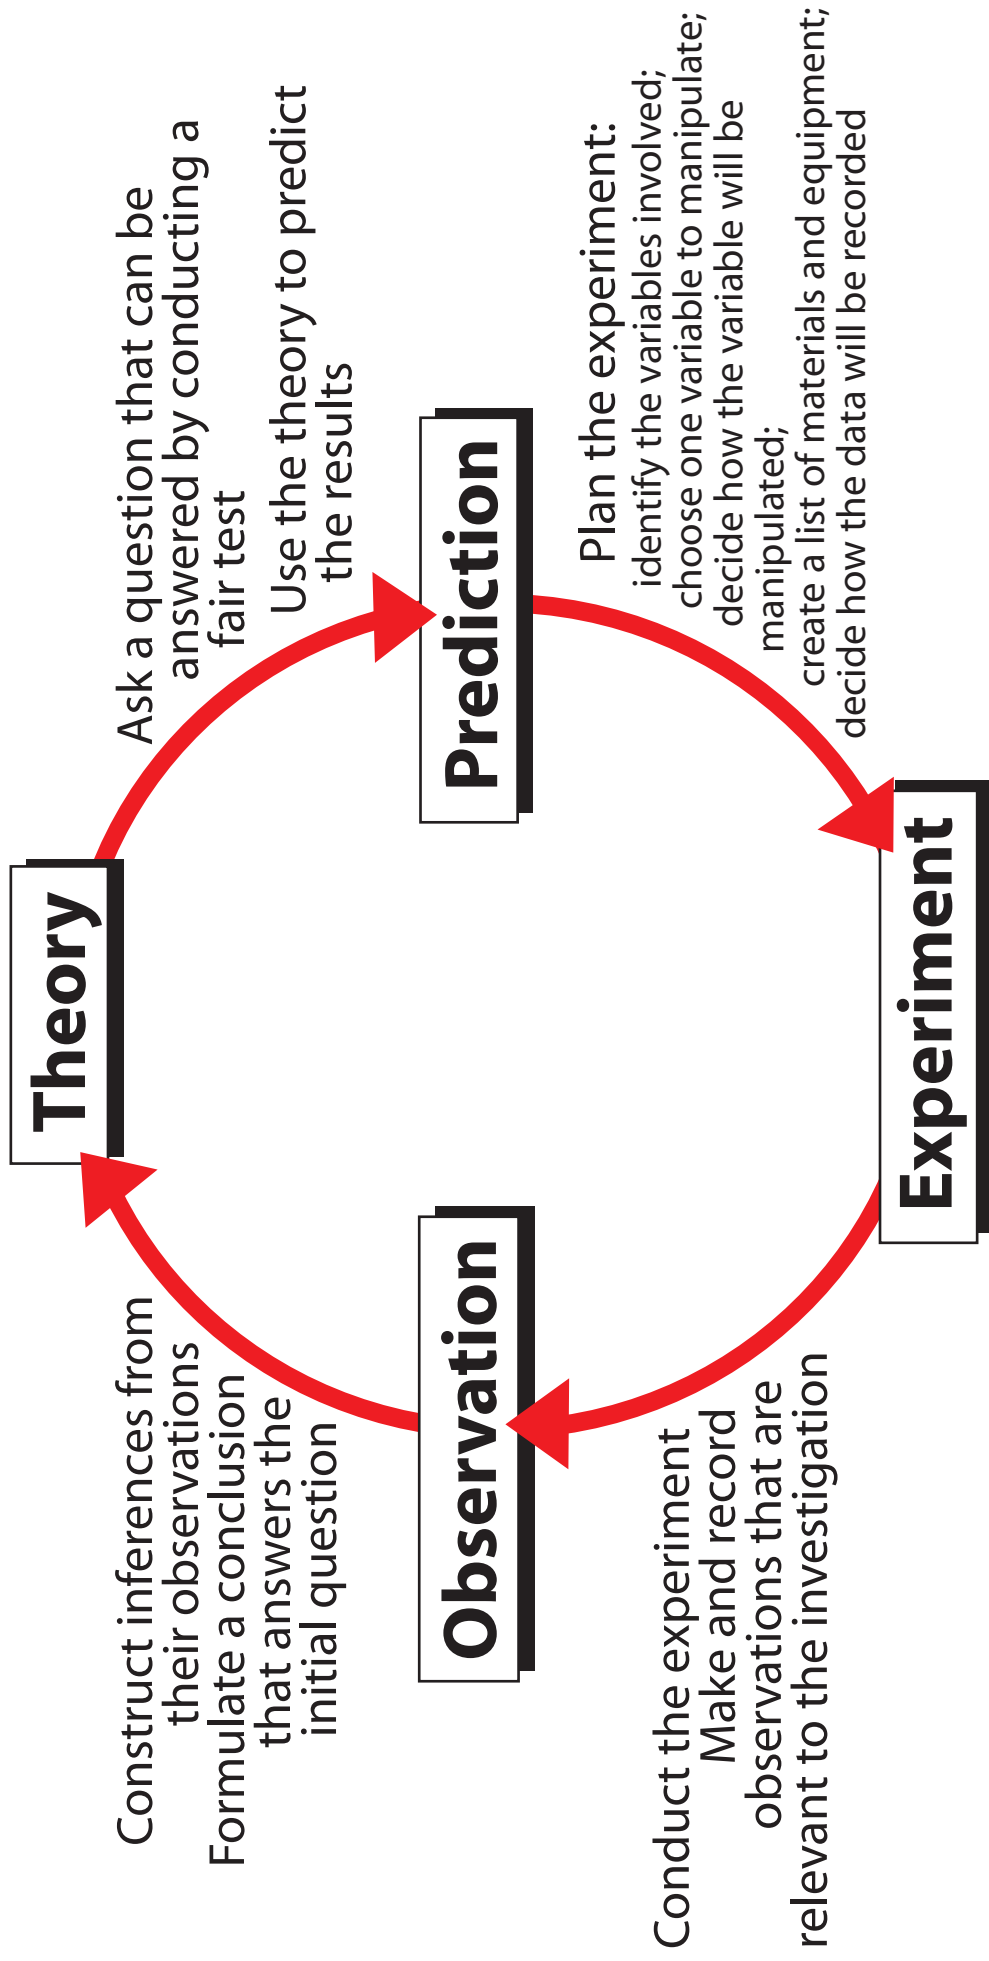 Theory
Ask a question that can be
answered by conducting a
fair test
Use the theory to predict
the results
Prediction
Plan the experiment:
identify the variables involved;
choose one variable to manipulate;
decide how the variable will be
manipulated;
create a list of materials and equipment;
decide how the data will be recorded
Experiment
Conduct the experiment
Make and record
observations that are
relevant to the investigation
Observation
Construct inferences from
their observations
Formulate a conclusion
that answers the
initial question